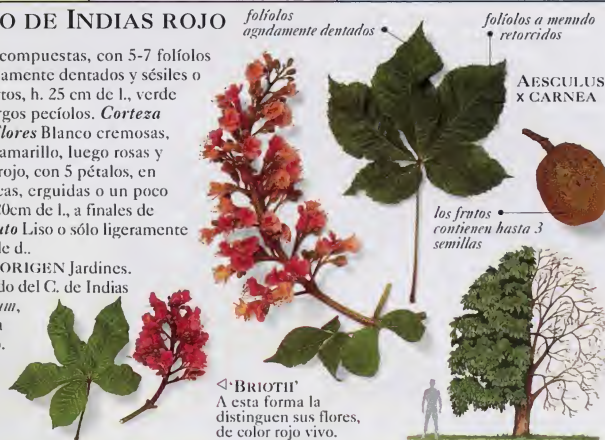 O DE INDIAS ROJO
compuestas, con 5-7 folíolos
amente dentados y sésiles o
tos, h. 25 cm de l., verde
rgos pecíolos. Corteza
lores Blanco cremosas,
amarillo, luego rosas y
rojo, con 5 pétalos, en
cas, erguidas o un poco
20cm de l., a finales de
uto Liso o sólo ligeramente
de d..
ORIGEN Jardines.
do del C. de Indias
um,
folíolos
agudamente dentados
folíolos a menudo
retorcidos
AESCULUS
X CARNEA
los frutos
contienen hasta 3
semillas
◁'BRIOTII'
A esta forma la
distinguen sus flores,
de color rojo vivo.